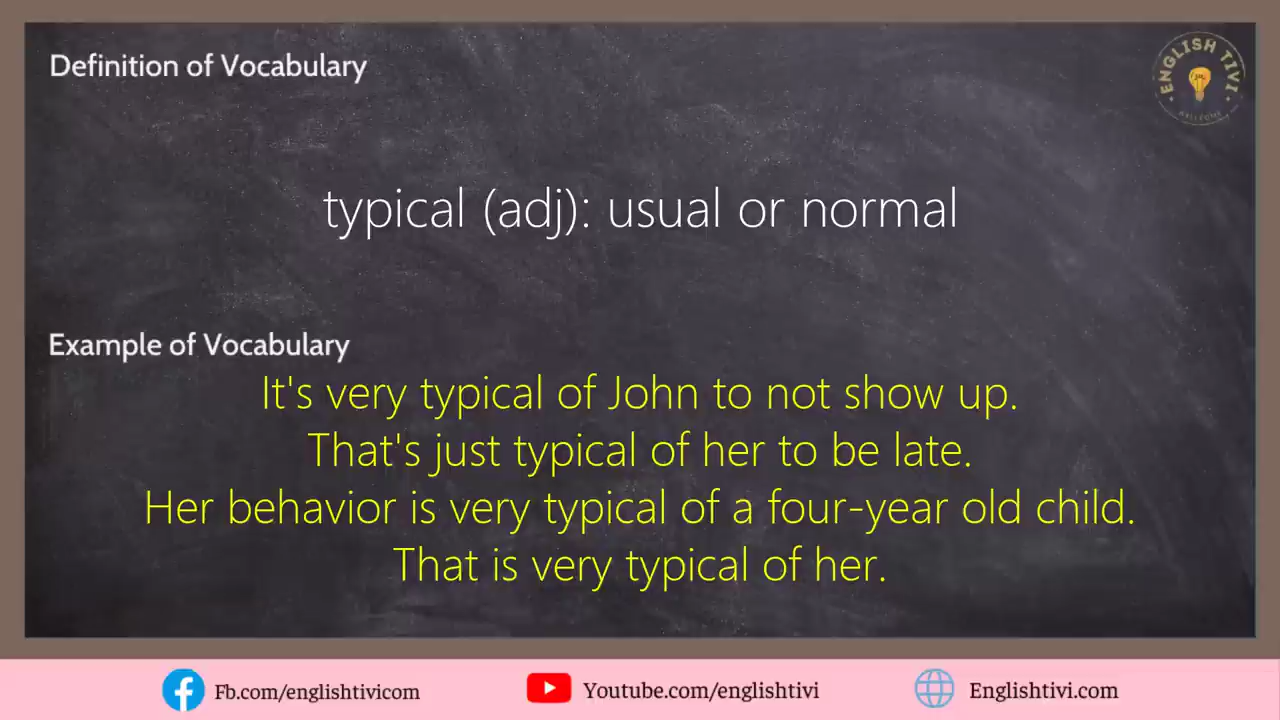 Definition of Vocabulary
ENGLISH TIVI
typical (adj): usual or normal
Example of Vocabulary
It's very typical of John to not show up.
That's just typical of her to be late.
Her behavior is very typical of a four-year old child.
That is very typical of her.
Fb.com/englishtivicom
Youtube.com/englishtivi
Englishtivi.com